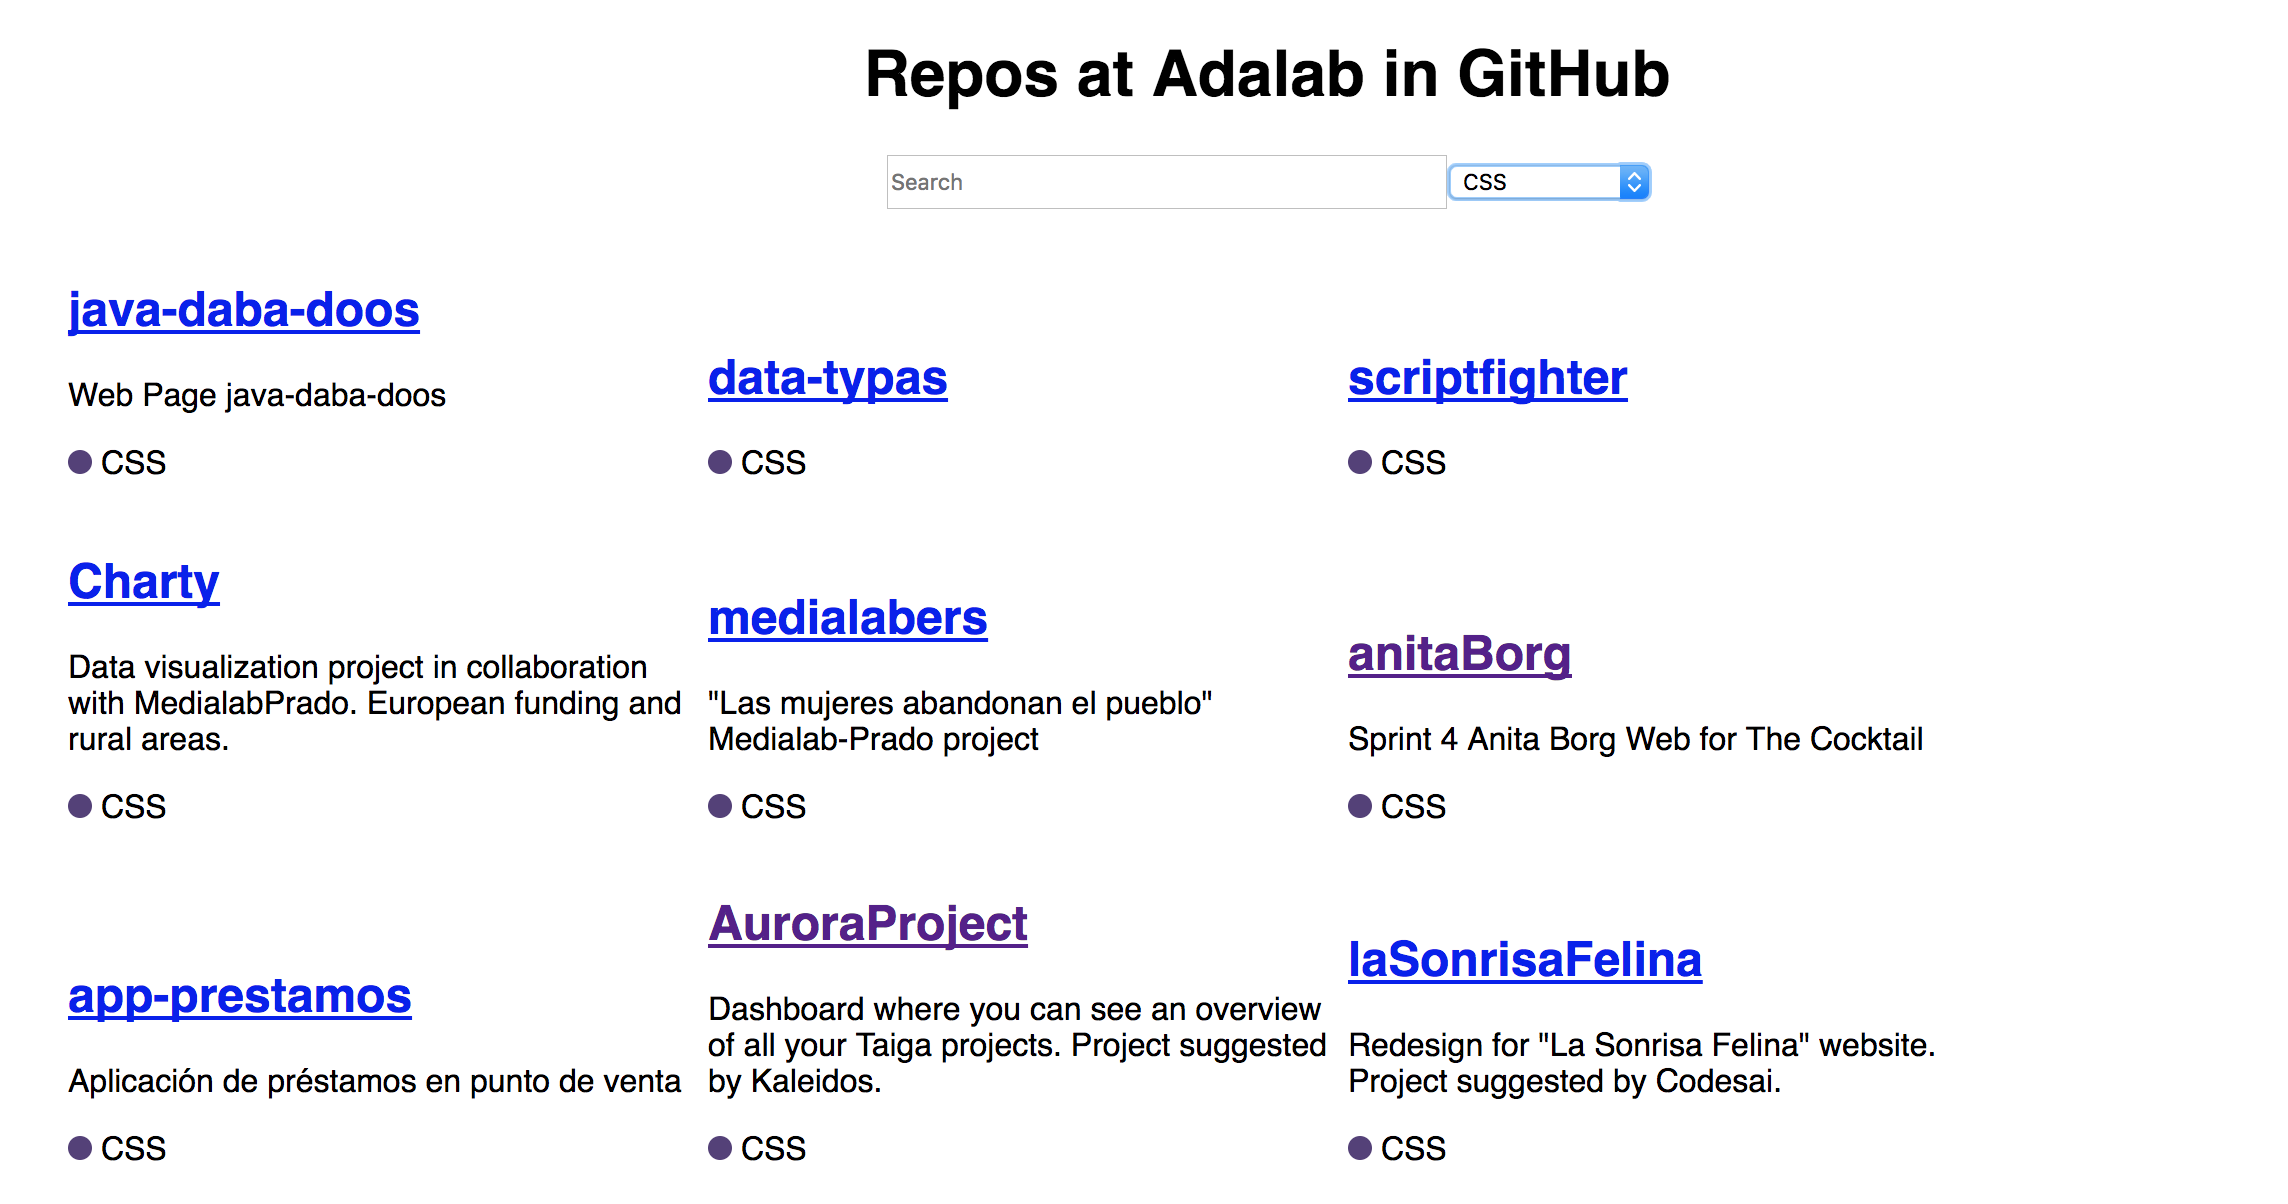 Repos at Adalab in GitHub
Search
CSS
java-daba-doos
Web Page java-daba-doos
CSS
data-typas
CSS
scriptfighter
CSS
Charty
Data visualization project in collaboration
with MedialabPrado. European funding and
rural areas.
CSS
medialabers
"Las mujeres abandonan el pueblo"
Medialab-Prado project
CSS
anitaBorg
Sprint 4 Anita Borg Web for The Cocktail
CSS
app-prestamos
Aplicación de préstamos en punto de venta
CSS
AuroraProject
Dashboard where you can see an overview
of all your Taiga projects. Project suggested
by Kaleidos.
CSS
laSonrisaFelina
Redesign for "La Sonrisa Felina" website.
Project suggested by Codesai.
CSS